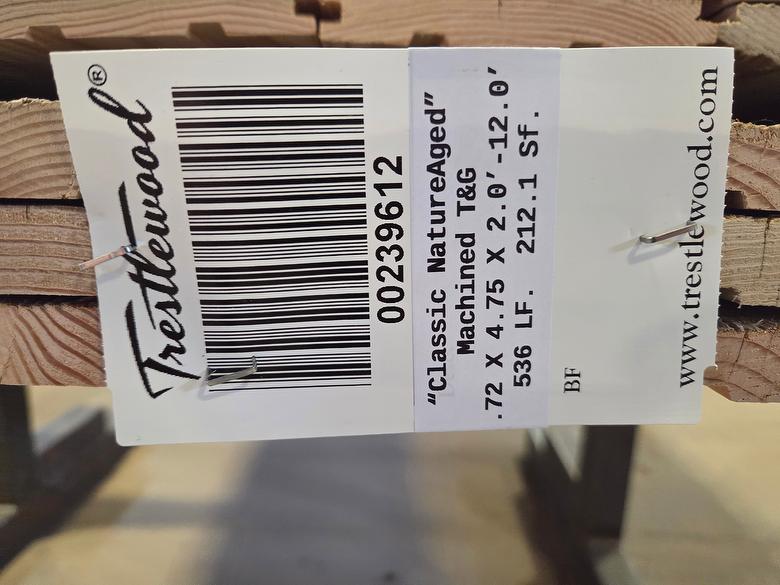 Trestlewood®
00239612
“Classic NatureAged”
Machined T&G
.72 X 4.75 X 2.0’-12.0’
536 LF. 212.1 Sf.
BF
www.trestlewood.com